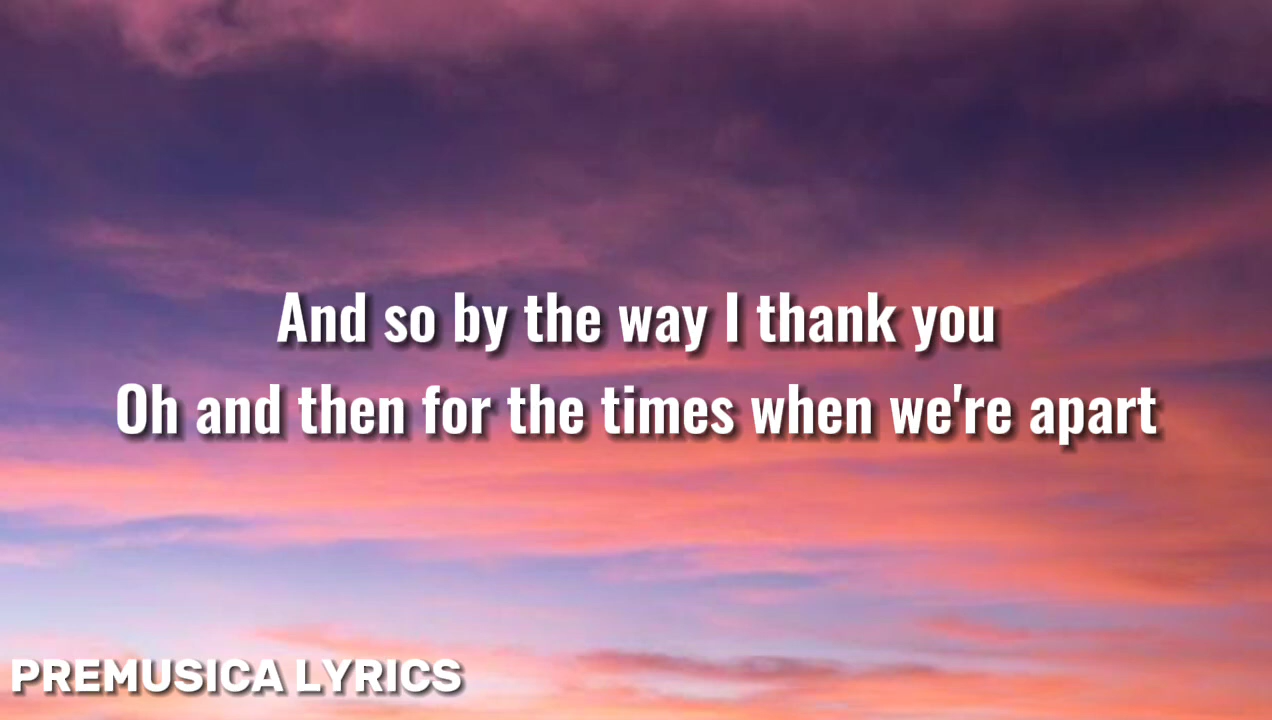 And so by the way I thank you
Oh and then for the times when we're apart
PREMUSICA LYRICS